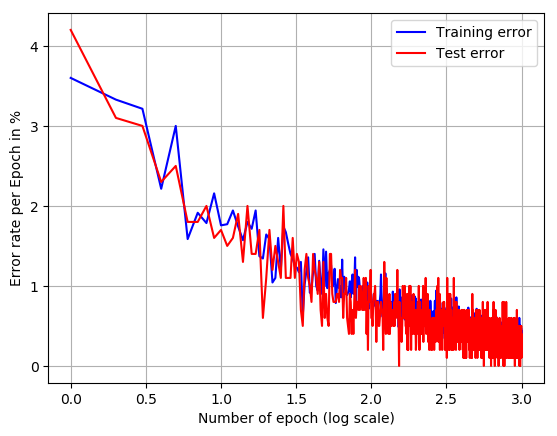 Training error
Test error
Error rate per Epoch in %
4
3
2
1
0
0.0 0.5 1.0 1.5 2.0 2.5 3.0
Number of epoch (log scale)